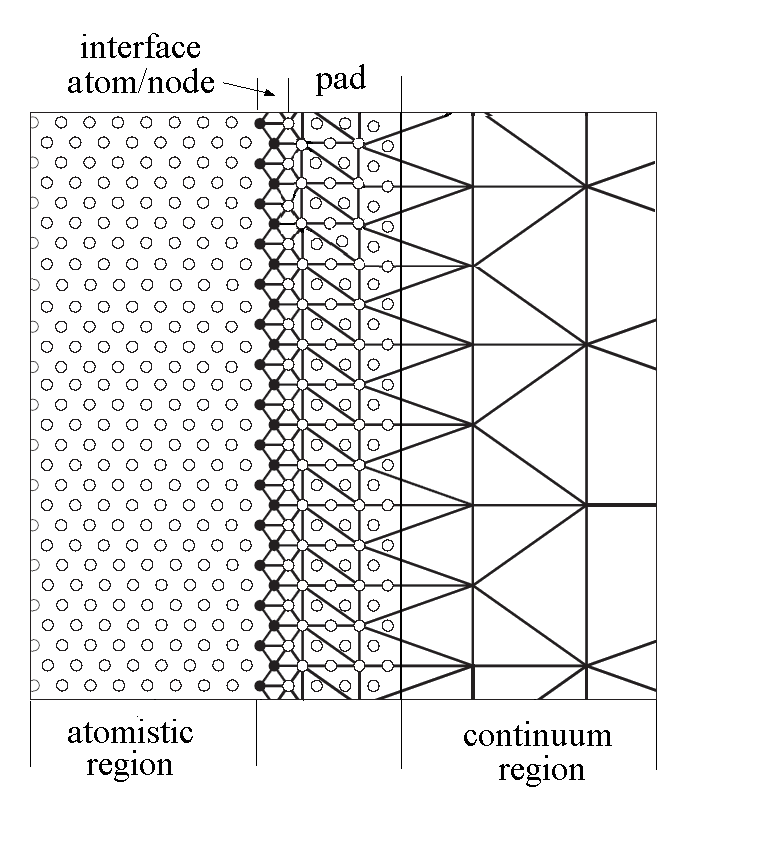 interface
atom/node
pad
atomistic
region
continuum
region